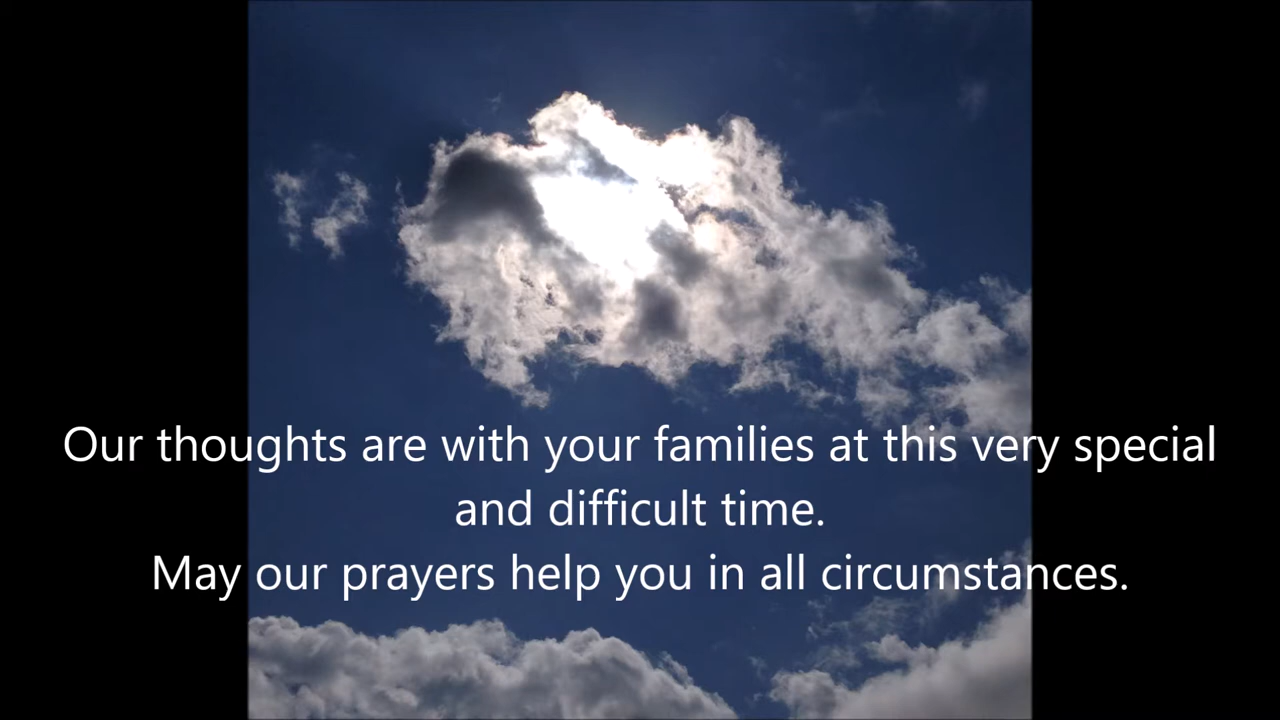 Our thoughts are with your families at this very special
and difficult time.
May our prayers help you in all circumstances.